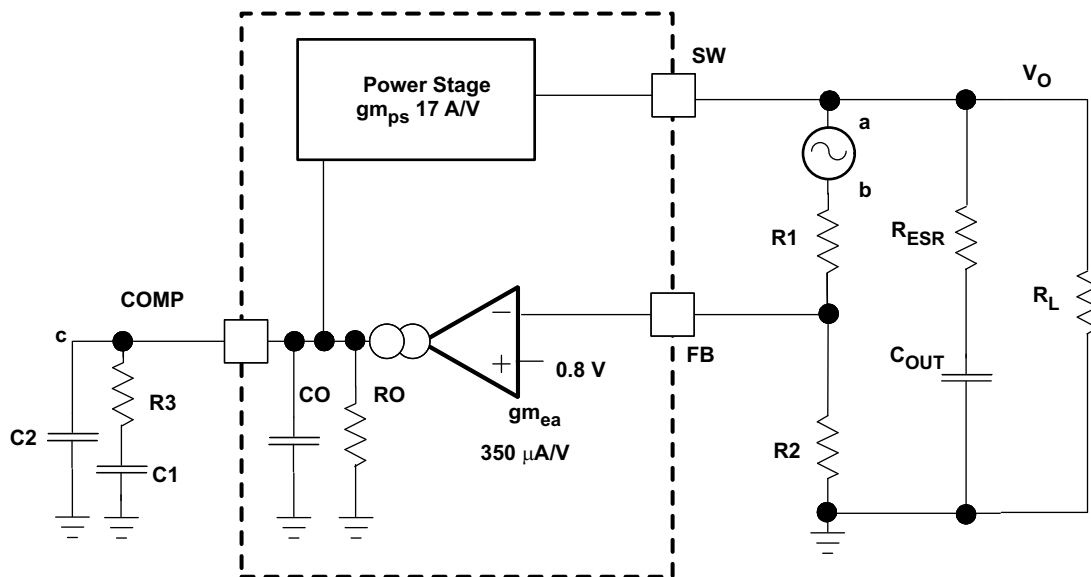 Power Stage
gm_ps 17 A/V
SW
V_O
a
b
R1
R_ESR
R_L
COMP
c
C2
R3
C1
CO
RO
0.8 V
gm_ea
350 μA/V
FB
C_OUT
R2